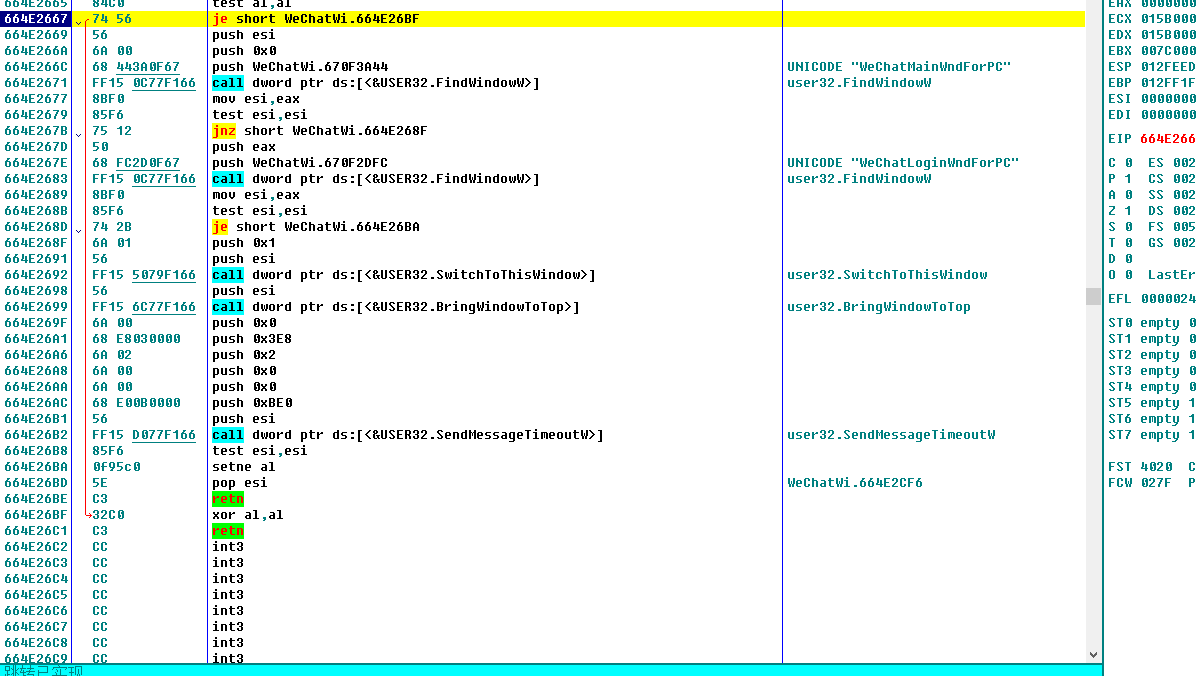 664E2665 84C0 test al,al EAX 0000000
664E2667 74 56 je short WeChatWi.664E26BF ECX 015B000
664E2669 56 push esi EDX 015B000
664E266A 6A 00 push 0x0 EBX 007C000
664E266C 68 443A0F67 push WeChatWi.670F3A44 UNICODE "WeChatMainWndForPC" ESP 012FEED
664E2671 FF15 0C77F166 call dword ptr ds:[<&USER32.FindWindowW>] user32.FindWindowW EBP 012FF1F
664E2677 8BF0 mov esi,eax ESI 0000000
664E2679 85F6 test esi,esi EDI 0000000
664E267B 75 12 jnz short WeChatWi.664E268F
664E267D 50 push eax EIP 664E266
664E267E 68 FC2D0F67 push WeChatWi.670F2DFC UNICODE "WeChatLoginWndForPC" C 0 ES 002
664E2683 FF15 0C77F166 call dword ptr ds:[<&USER32.FindWindowW>] user32.FindWindowW P 1 CS 002
664E2689 8BF0 mov esi,eax A 0 SS 002
664E268B 85F6 test esi,esi Z 1 DS 002
664E268D 74 2B je short WeChatWi.664E26BA S 0 FS 005
664E268F 6A 01 push 0x1 T 0 GS 002
664E2691 56 push esi D 0
664E2692 FF15 5079F166 call dword ptr ds:[<&USER32.SwitchToThisWindow>] user32.SwitchToThisWindow O 0 LastEr
664E2698 56 push esi
664E2699 FF15 6C77F166 call dword ptr ds:[<&USER32.BringWindowToTop>] user32.BringWindowToTop EFL 0000024
664E269F 6A 00 push 0x0 ST0 empty 0
664E26A1 68 E8030000 push 0x3E8 ST1 empty 0
664E26A6 6A 02 push 0x2 ST2 empty 0
664E26A8 6A 00 push 0x0 ST3 empty 0
664E26AA 6A 00 push 0x0 ST4 empty 0
664E26AC 68 E00B0000 push 0xBE0 ST5 empty 1
664E26B1 56 push esi ST6 empty 1
664E26B2 FF15 D077F166 call dword ptr ds:[<&USER32.SendMessageTimeoutW>] user32.SendMessageTimeoutW ST7 empty 1
664E26B8 85F6 test esi,esi
664E26BA 0f95c0 setne al FST 4020 C
664E26BD 5E pop esi WeChatWi.664E2CF6 FCW 027F P
664E26BE C3 retn
664E26BF 32C0 xor al,al
664E26C1 C3 retn
664E26C2 CC int3
664E26C3 CC int3
664E26C4 CC int3
664E26C5 CC int3
664E26C6 CC int3
664E26C7 CC int3
664E26C8 CC int3
664E26C9 CC int3
跳转已实现